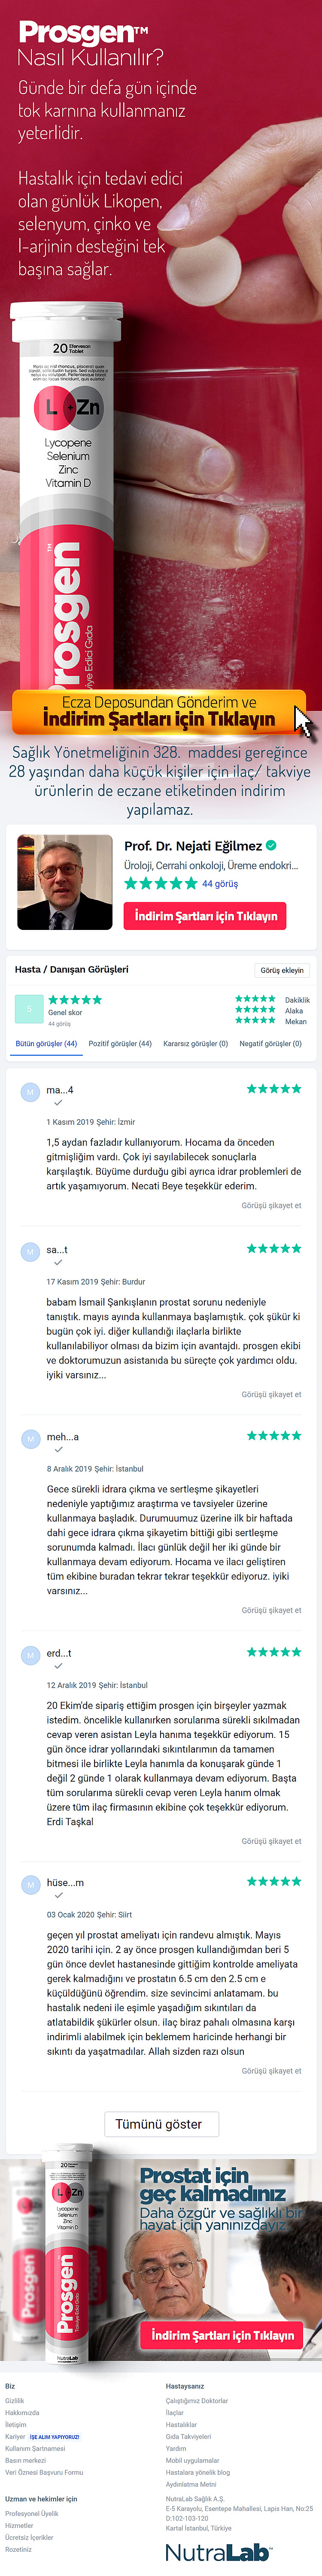 Prosgen™
Nasıl Kullanılır?
Günde bir defa gün içinde
tok karnına kullanmanız
yeterlidir.
Hastalık için tedavi edici
olan günlük Likopen,
selenyum, çinko ve
l-arjinin desteğini tek
başına sağlar.
20 Efervesan
Tablet
L + Zn
Lycopene
Selenium
Zinc
Vitamin D
rosgen™
viye Edici Gıda
Ecza Deposundan Gönderim ve
İndirim Şartları için Tıklayın
Sağlık Yönetmeliğinin 328. maddesi gereğince
28 yaşından daha küçük kişiler için ilaç/ takviye
ürünlerin de eczane etiketinden indirim
yapılamaz.
Prof. Dr. Nejati Eğilmez
Üroloji, Cerrahi onkoloji, Üreme endokri...
44 görüş
İndirim Şartları için Tıklayın
Hasta / Danışan Görüşleri
Görüş ekleyin
5
Genel skor
44 görüş
Dakiklik
Alaka
Mekan
Bütün görüşler (44) Pozitif görüşler (44) Kararsız görüşler (0) Negatif görüşler (0)
M
ma...4
1 Kasım 2019 Şehir: İzmir
1,5 aydan fazladır kullanıyorum. Hocama da önceden
gitmişliğim vardı. Çok iyi sayılabilecek sonuçlarla
karşılaştık. Büyüme durduğu gibi ayrıca idrar problemleri de
artık yaşamıyorum. Necati Beye teşekkür ederim.
Görüşü şikayet et
M
sa...t
17 Kasım 2019 Şehir: Burdur
babam İsmail Şankışlanın prostat sorunu nedeniyle
tanıştık. mayıs ayında kullanmaya başlamıştık. çok şükür ki
bugün çok iyi. diğer kullandığı ilaçlarla birlikte
kullanılabiliyor olması da bizim için avantajdı. prosgen ekibi
ve doktorumuzun asistanıda bu süreçte çok yardımcı oldu.
iyiki varsınız...
Görüşü şikayet et
M
meh...a
8 Aralık 2019 Şehir: İstanbul
Gece sürekli idrara çıkma ve sertleşme şikayetleri
nedeniyle yaptığımız araştırma ve tavsiyeler üzerine
kullanmaya başladık. Durumuumuz üzerine ilk bir haftada
dahi gece idrara çıkma şikayetim bittiği gibi sertleşme
sorunumda kalmadı. İlacı günlük değil her iki günde bir
kullanmaya devam ediyorum. Hocama ve ilacı geliştiren
tüm ekibine buradan tekrar tekrar teşekkür ediyoruz. iyiki
varsınız...
Görüşü şikayet et
M
erd...t
12 Aralık 2019 Şehir: İstanbul
20 Ekim'de sipariş ettiğim prosgen için birşeyler yazmak
istedim. öncelikle kullanırken sorularıma sürekli sıkılmadan
cevap veren asistan Leyla hanıma teşekkür ediyorum. 15
gün önce idrar yollarındaki sıkıntılarımın da tamamen
bitmesi ile birlikte Leyla hanımla da konuşarak günde 1
değil 2 günde 1 olarak kullanmaya devam ediyorum. Başta
tüm sorularıma sürekli cevap veren Leyla hanım olmak
üzere tüm ilaç firmasının ekibine çok teşekkür ediyorum.
Erdi Taşkal
Görüşü şikayet et
M
hüse...m
03 Ocak 2020 Şehir: Siirt
geçen yıl prostat ameliyatı için randevu almıştık. Mayıs
2020 tarihi için. 2 ay önce prosgen kullandığımdan beri 5
gün önce devlet hastanesinde gittiğim kontrolde ameliyata
gerek kalmadığını ve prostatın 6.5 cm den 2.5 cm e
küçüldüğünü öğrendim. size sevincimi anlatamam. bu
hastalık nedeni ile eşimle yaşadığım sıkıntıları da
atlatabildik şükürler olsun. ilaç biraz pahalı olmasına karşı
indirimli alabilmek için beklemem haricinde herhangi bir
sıkıntı da yaşatmadılar. Allah sizden razı olsun
Görüşü şikayet et
Tümünü göster
20
L + Zn
Lycopene
Selenium
Zinc
Vitamin D
Prosgen
Takviye Edici Gıda
NutraLab
Prosgen
Prostat için
geç kalmadınız
Daha özgür ve sağlıklı bir
hayat için yanınızdayız
İndirim Şartları için Tıklayın
Biz
Gizlilik
Hakkımızda
İletişim
Kariyer İŞE ALIM YAPIYORUZ!
Kullanım Şartnamesi
Basın merkezi
Veri Öznesi Başvuru Formu
Hastaysanız
Çalıştığımız Doktorlar
İlaçlar
Hastalıklar
Gıda Takviyeleri
Yardım
Mobil uygulamalar
Hastalara yönelik blog
Aydınlatma Metni
Uzman ve hekimler için
Profesyonel Üyelik
Hizmetler
Ücretsiz İçerikler
Rozetiniz
NutraLab Sağlık A.Ş.
E-5 Karayolu, Esentepe Mahallesi, Lapis Han, No:25
D:102-103-120
Kartal İstanbul, Türkiye
NutraLab™